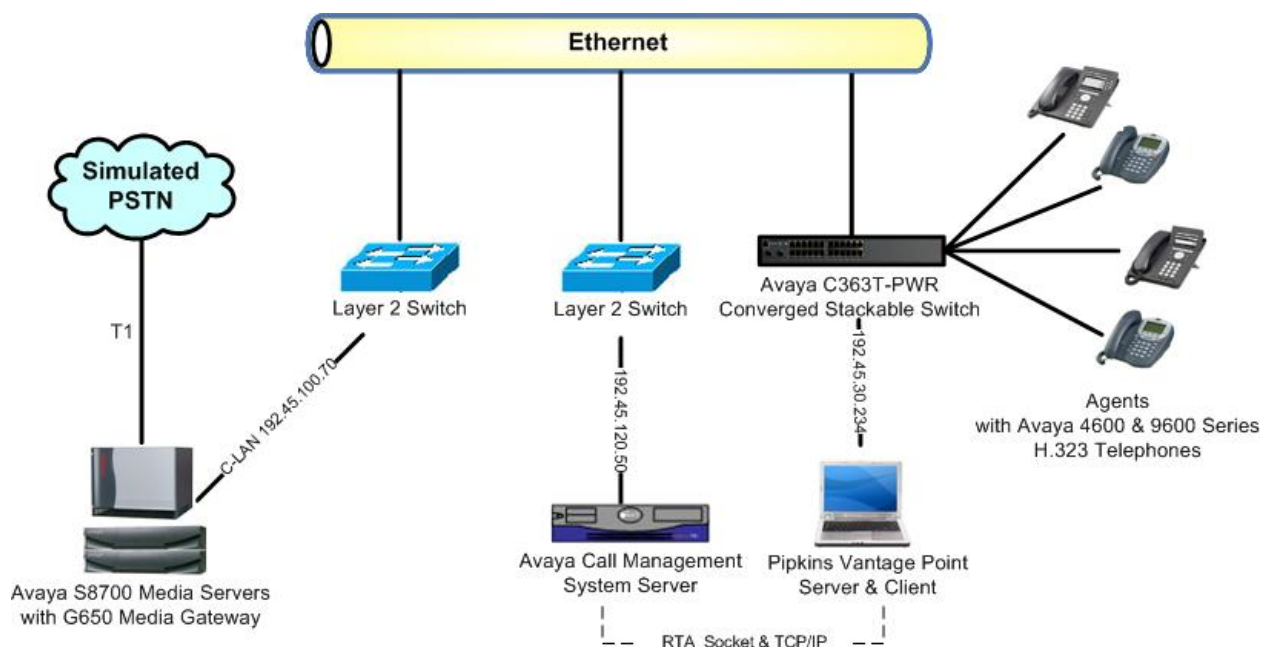 Ethernet
Simulated
PSTN
T1
Layer 2 Switch
Layer 2 Switch
Avaya C363T-PWR
Converged Stackable Switch
C-LAN 192.45.100.70
192.45.120.50
192.45.30.234
Agents
with Avaya 4600 & 9600 Series
H.323 Telephones
Avaya S8700 Media Servers
with G650 Media Gateway
Avaya Call Management
System Server
Pipkins Vantage Point
Server & Client
RTA Socket & TCP/IP